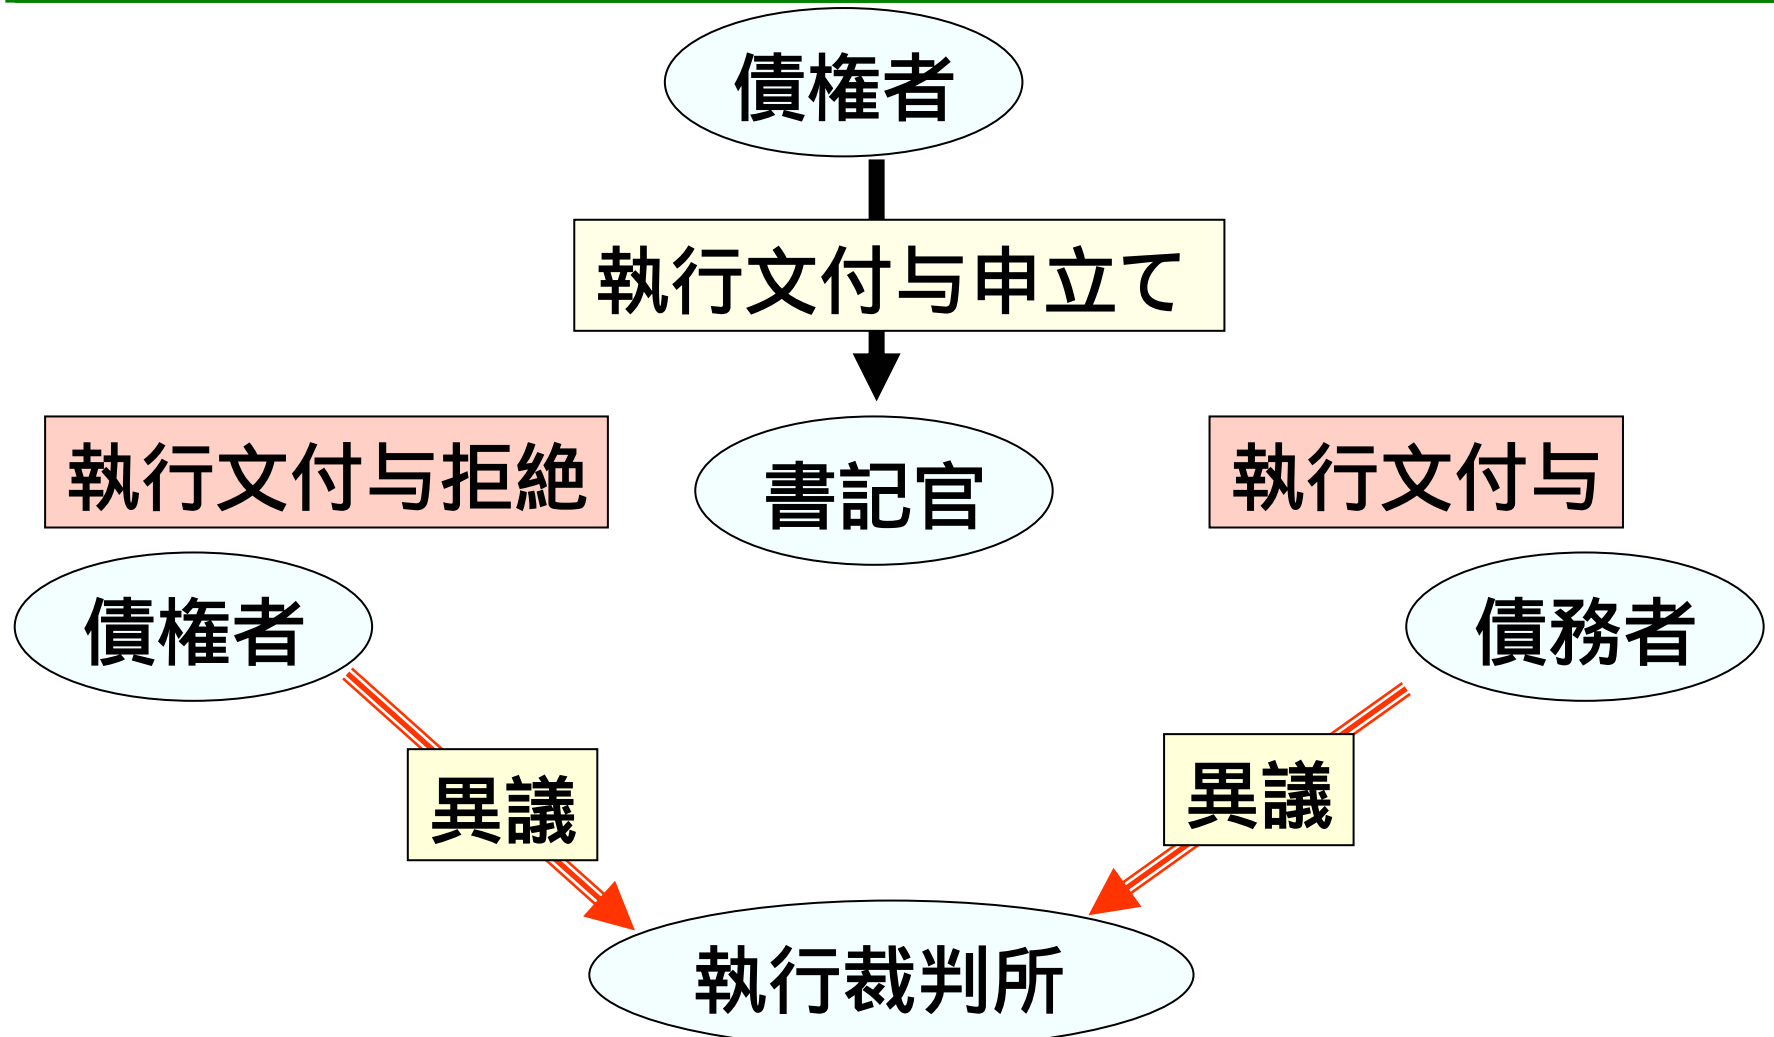 債権者
執行文付与申立て
執行文付与拒絶
書記官
執行文付与
債権者
債務者
異議
異議
執行裁判所